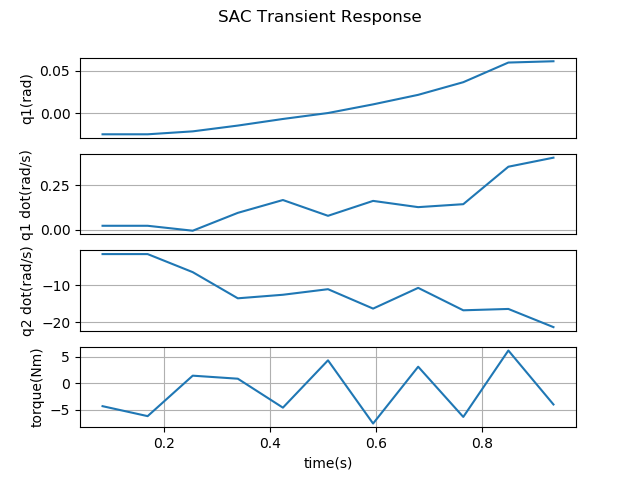 SAC Transient Response
q1(rad)
0.05
0.00
q1 dot(rad/s)
0.25
0.00
q2 dot(rad/s)
−10
−20
torque(Nm)
5
0
−5
0.2 0.4 0.6 0.8
time(s)